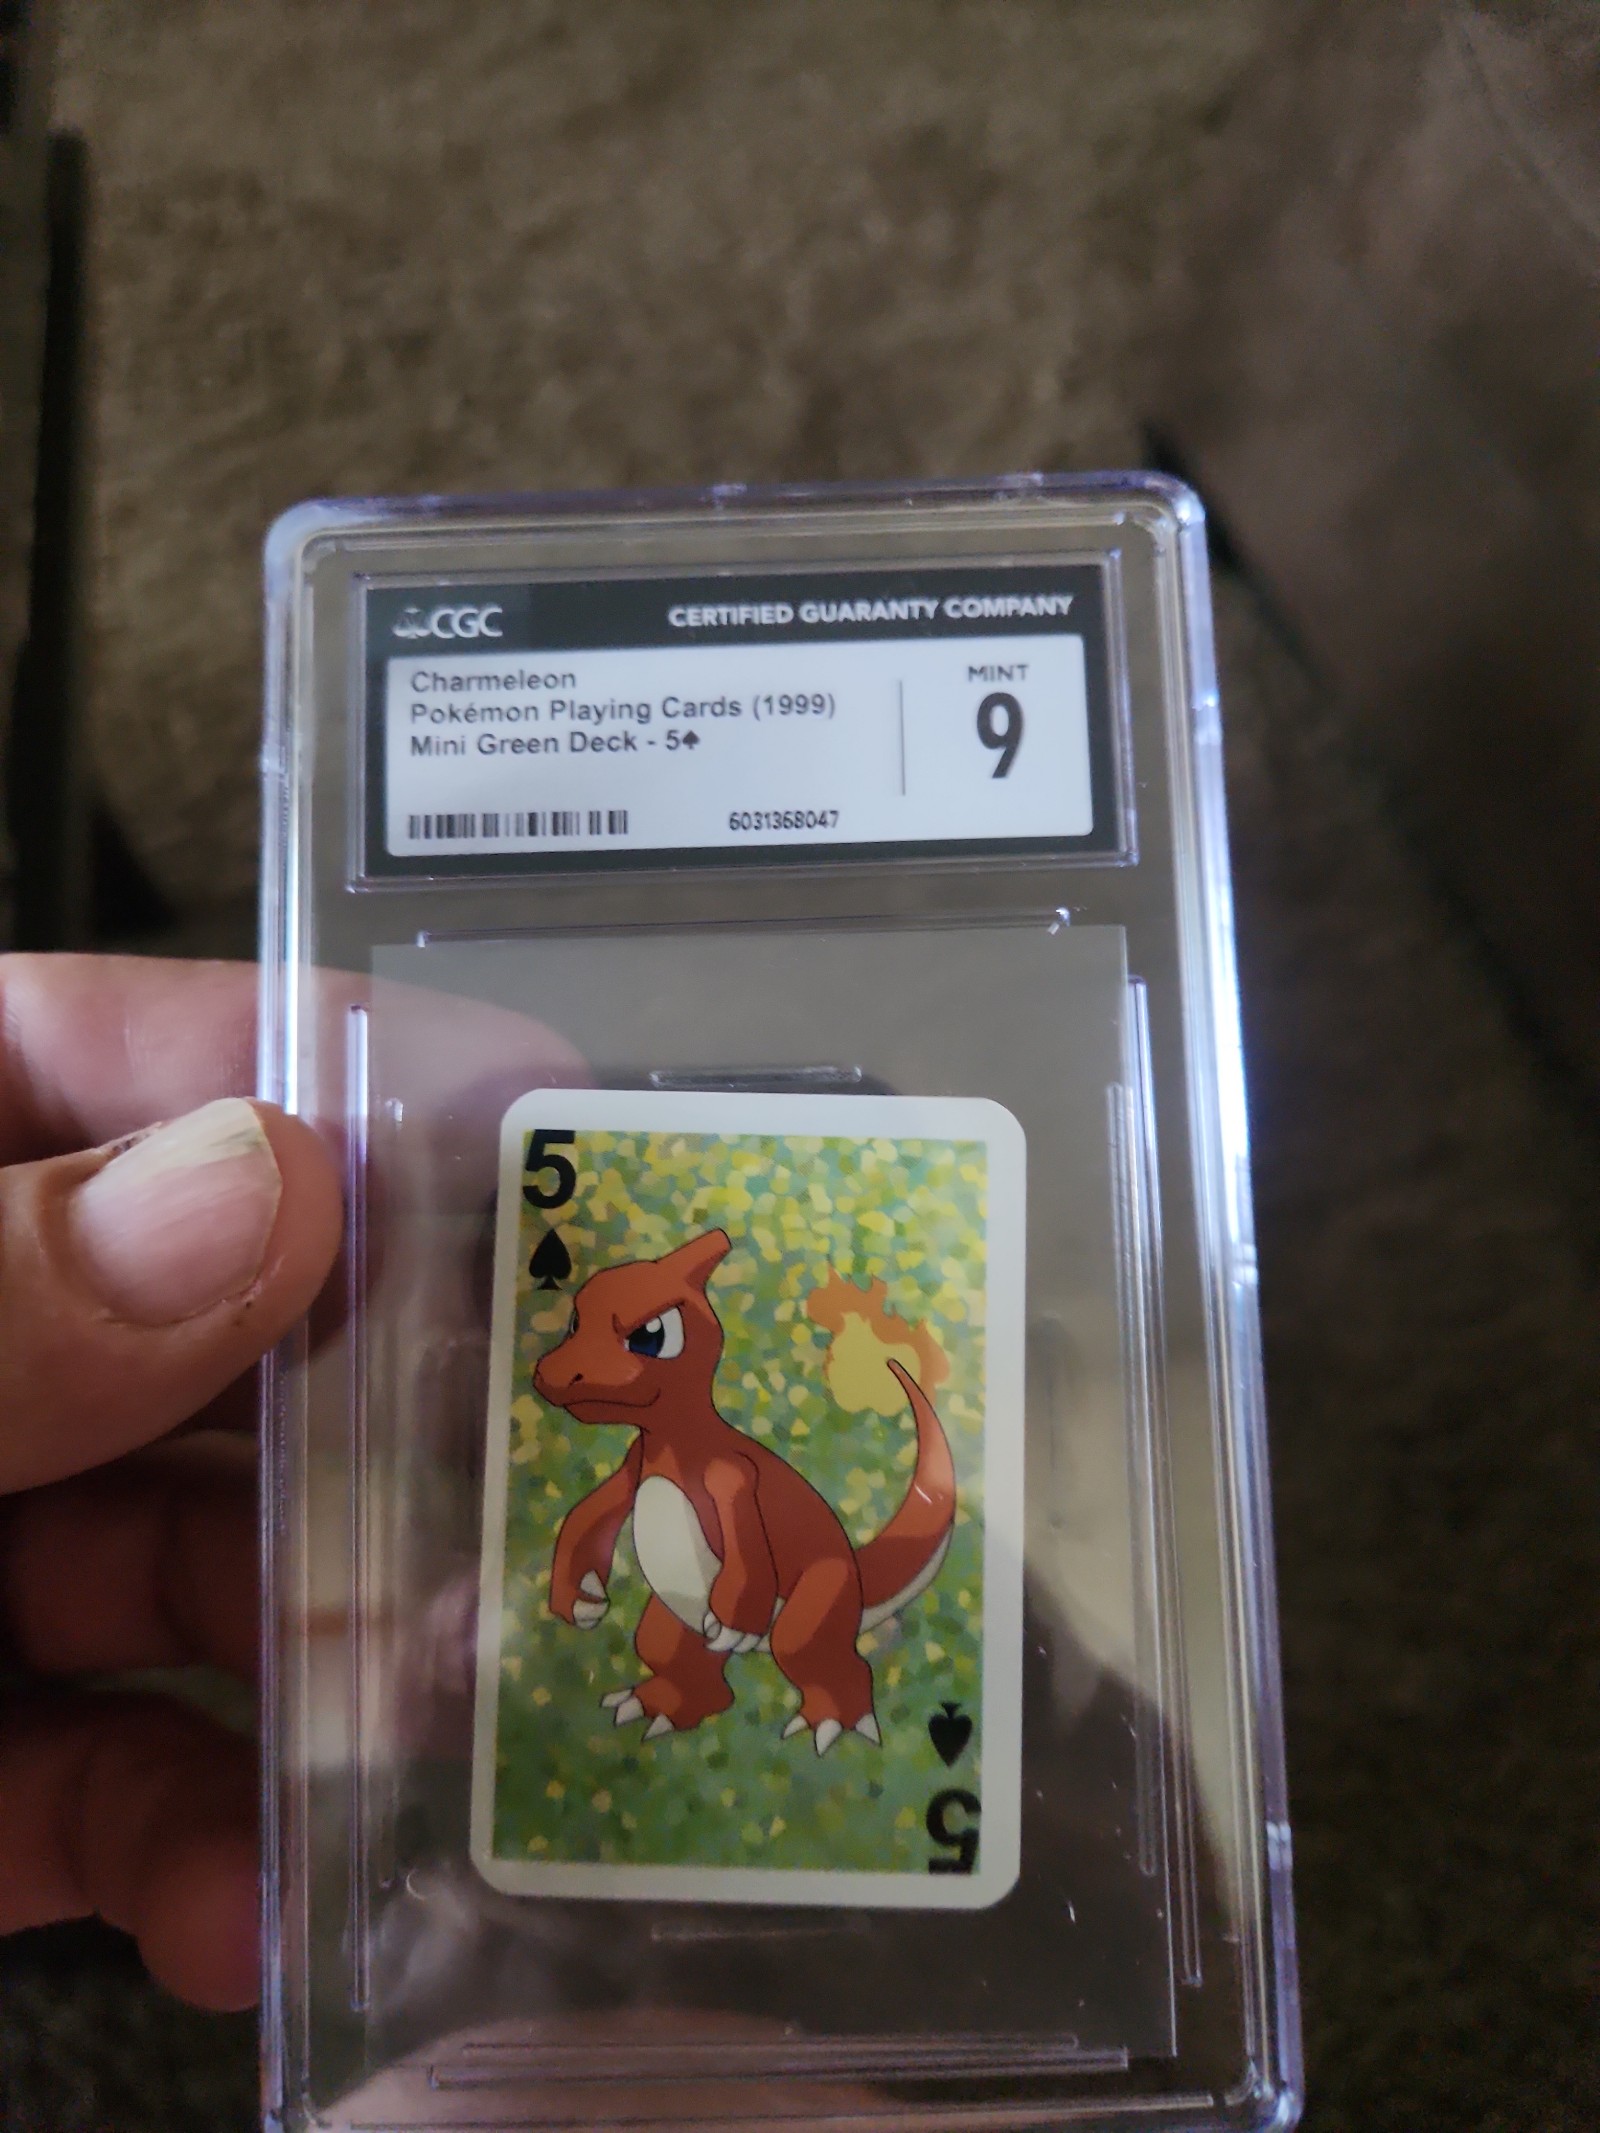 CGC CERTIFIED GUARANTY COMPANY
Charmeleon
Pokémon Playing Cards (1999)
Mini Green Deck - 5♠
MINT
9
6031368047
5
♠
♠
5